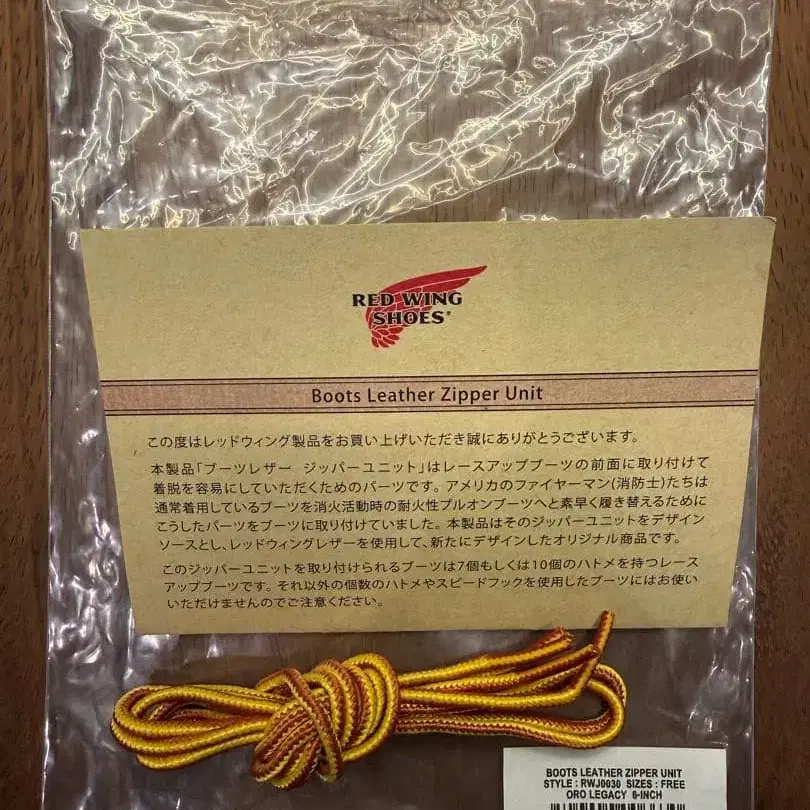 RED WING
SHOES®
Boots Leather Zipper Unit
この度はレッドウィング製品をお買い上げいただき誠にありがとうございます。
本製品「ブーツレザー ジッパーユニット」はレースアップブーツの前面に取り付けて
着脱を容易にしていただくためのパーツです。アメリカのファイヤーマン(消防士)たちは
通常着用しているブーツを消火活動時の耐火性プルオンブーツへと素早く履き替えるために
こうしたパーツをブーツに取り付けていました。本製品はそのジッパーユニットをデザイン
ソースとし、レッドウィングレザーを使用して、新たにデザインしたオリジナル商品です。
このジッパーユニットを取り付けられるブーツは7個もしくは10個のハトメを持つレース
アップブーツです。それ以外の個数のハトメやスピードフックを使用したブーツにはお使い
いただけませんのでご注意ください。
BOOTS LEATHER ZIPPER UNIT
STYLE : RWJ0030 SIZES : FREE
ORO LEGACY 6-INCH